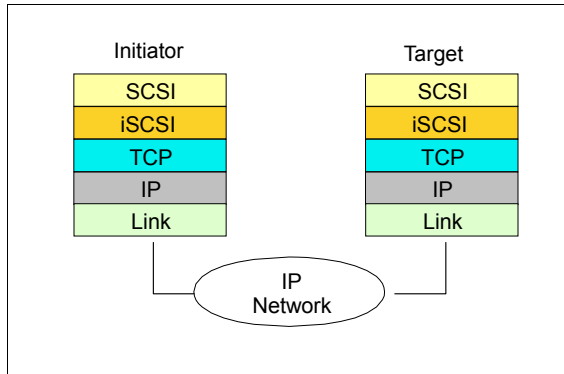 Initiator
SCSI
iSCSI
TCP
IP
Link
Target
SCSI
iSCSI
TCP
IP
Link
IP
Network